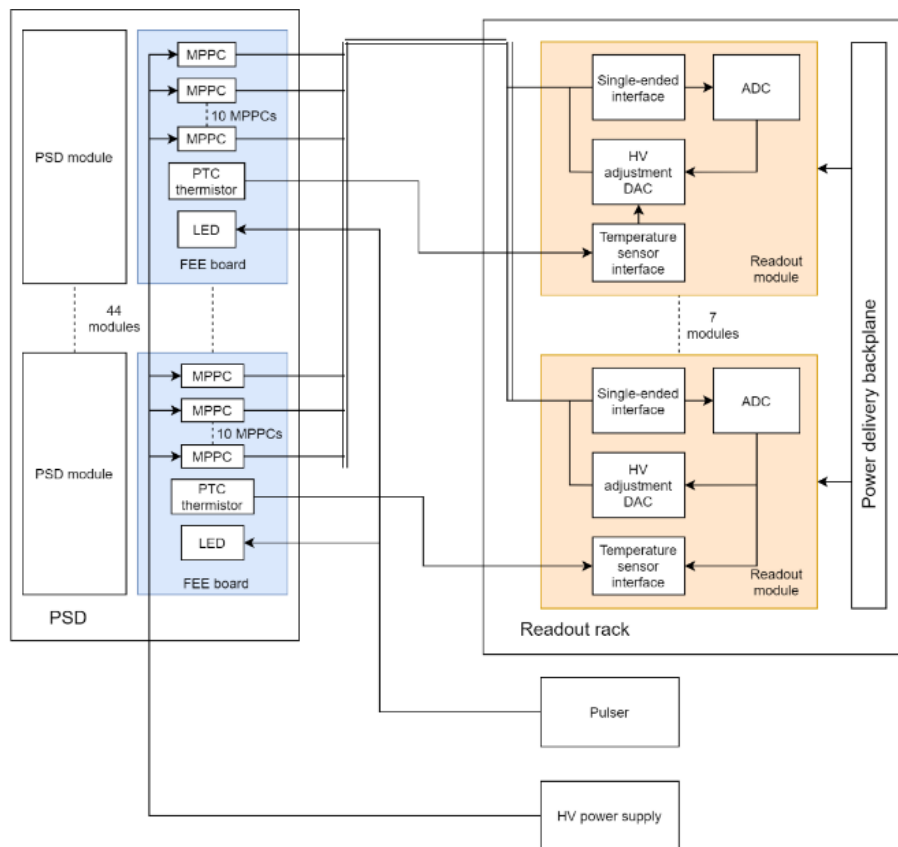 MPPC
MPPC
10 MPPCs
MPPC
PSD module
PTC
thermistor
LED
FEE board
44
modules
MPPC
MPPC
10 MPPCs
MPPC
PSD module
PTC
thermistor
LED
FEE board
PSD
Single-ended
interface
ADC
HV
adjustment
DAC
Temperature
sensor
interface
Readout
module
7
modules
Single-ended
interface
ADC
HV
adjustment
DAC
Temperature
sensor
interface
Readout
module
Power delivery backplane
Readout rack
Pulser
HV power supply